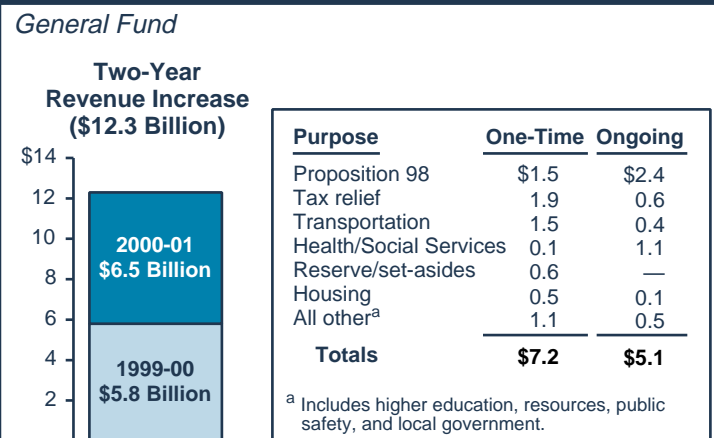 General Fund
Two-Year
Revenue Increase
($12.3 Billion)
$14
12
10
8
6
4
2
2000-01
$6.5 Billion
1999-00
$5.8 Billion
Purpose One-Time Ongoing
Proposition 98 $1.5 $2.4
Tax relief 1.9 0.6
Transportation 1.5 0.4
Health/Social Services 0.1 1.1
Reserve/set-asides 0.6 —
Housing 0.5 0.1
All other a 1.1 0.5
Totals $7.2 $5.1
a Includes higher education, resources, public
safety, and local government.